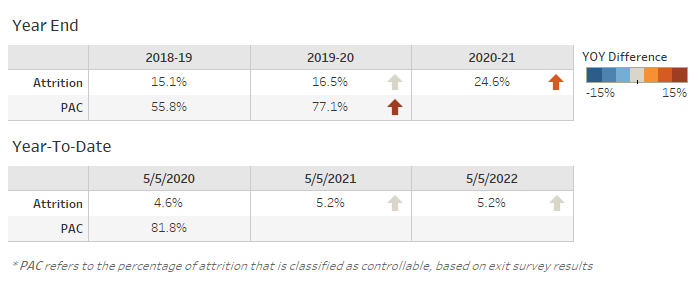 Year End
2018-19 2019-20 2020-21
Attrition 15.1% 16.5% 24.6%
PAC 55.8% 77.1%
YOY Difference
-15% 15%
Year-To-Date
5/5/2020 5/5/2021 5/5/2022
Attrition 4.6% 5.2% 5.2%
PAC 81.8%
* PAC refers to the percentage of attrition that is classified as controllable, based on exit survey results